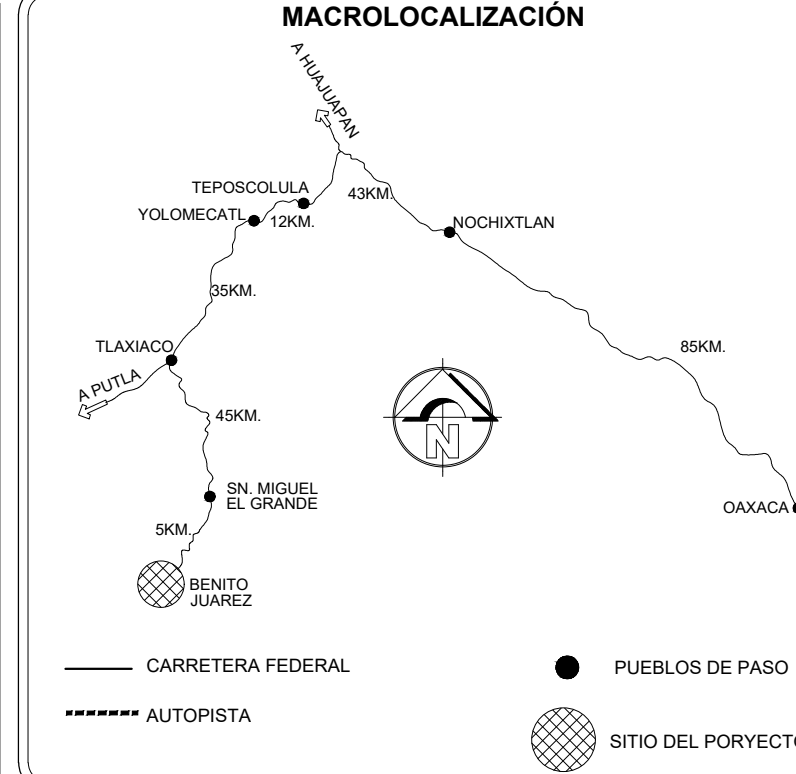 MACROLOCALIZACIÓN
A HUAJUAPAN
TEPOSCOLULA
43KM.
YOLOMECATL
12KM.
NOCHIXTLAN
35KM.
TLAXIACO
85KM.
A PUTLA
45KM.
N
SN. MIGUEL
EL GRANDE
OAXACA
5KM.
BENITO
JUAREZ
CARRETERA FEDERAL
PUEBLOS DE PASO
AUTOPISTA
SITIO DEL PORYECTO